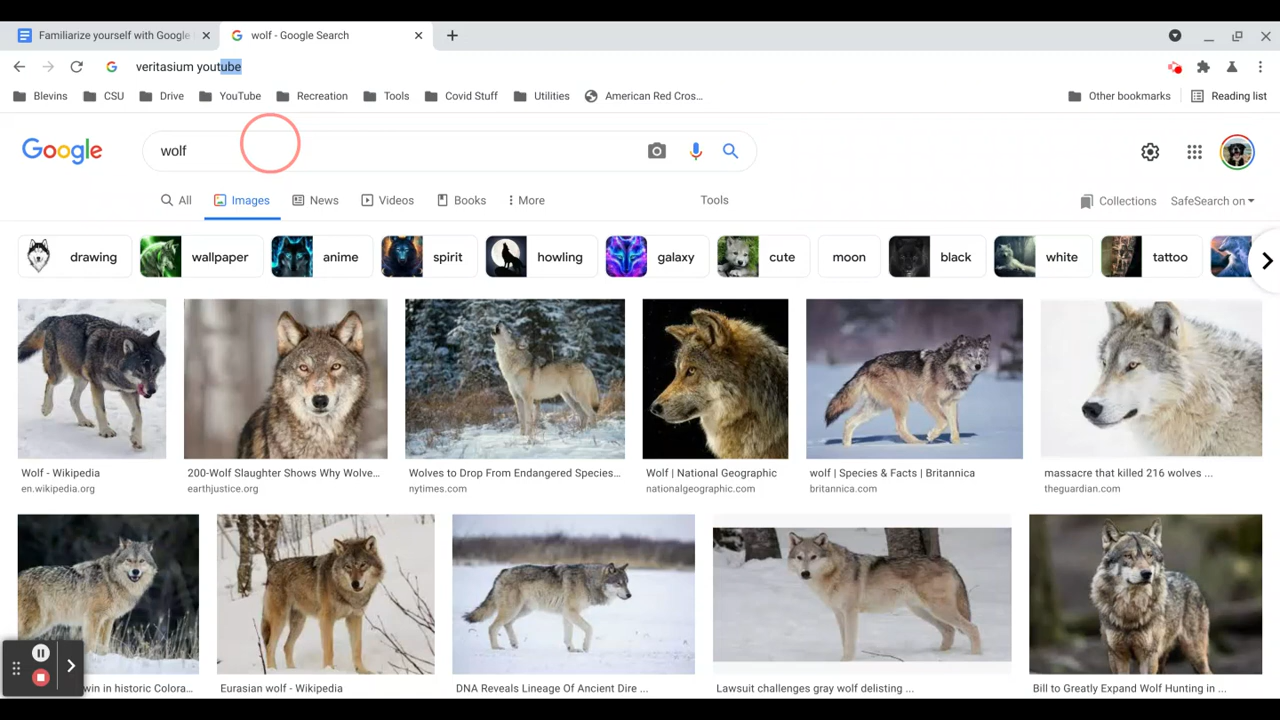 Familiarize yourself with Google
wolf - Google Search
veritasium youtube
Blevins
CSU
Drive
YouTube
Recreation
Tools
Covid Stuff
Utilities
American Red Cros...
Other bookmarks
Reading list
Google
wolf
All
Images
News
Videos
Books
More
Tools
Collections
SafeSearch on
drawing
wallpaper
anime
spirit
howling
galaxy
cute
moon
black
white
tattoo
Wolf - Wikipedia
en.wikipedia.org
200-Wolf Slaughter Shows Why Wolve...
earthjustice.org
Wolves to Drop From Endangered Species...
nytimes.com
Wolf | National Geographic
nationalgeographic.com
wolf | Species & Facts | Britannica
britannica.com
massacre that killed 216 wolves ...
theguardian.com
win in historic Colora...
Eurasian wolf - Wikipedia
DNA Reveals Lineage Of Ancient Dire ...
Lawsuit challenges gray wolf delisting ...
Bill to Greatly Expand Wolf Hunting in ...